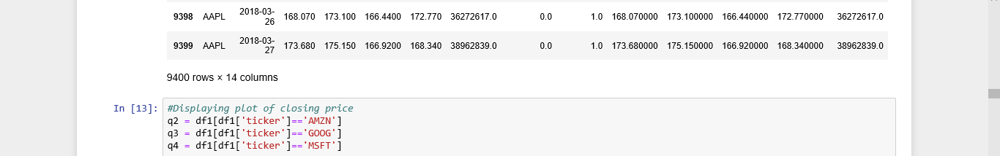 9398 AAPL 2018-03-26 168.070 173.100 166.4400 172.770 36272617.0 0.0 1.0 168.070000 173.100000 166.440000 172.770000 36272617.0
9399 AAPL 2018-03-27 173.680 175.150 166.9200 168.340 38962839.0 0.0 1.0 173.680000 175.150000 166.920000 168.340000 38962839.0
9400 rows × 14 columns
In [13]: #Displaying plot of closing price
q2 = df1[df1['ticker']=='AMZN']
q3 = df1[df1['ticker']=='GOOG']
q4 = df1[df1['ticker']=='MSFT']